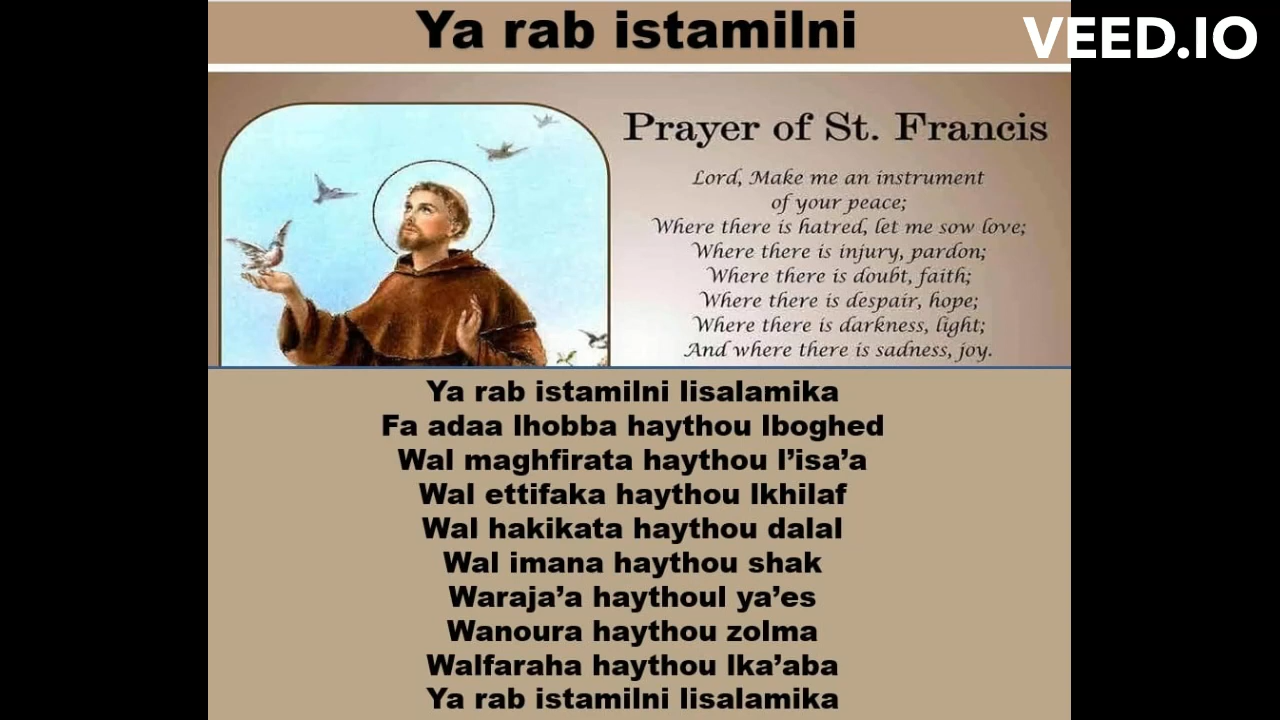 Ya rab istamilni
VEED.IO
Prayer of St. Francis
Lord, Make me an instrument
of your peace;
Where there is hatred, let me sow love;
Where there is injury, pardon;
Where there is doubt, faith;
Where there is despair, hope;
Where there is darkness, light;
And where there is sadness, joy.
Ya rab istamilni lisalamika
Fa adaa lhobba haythou lboghed
Wal maghfirata haythou l’isa’a
Wal ettifaka haythou lkhilaf
Wal hakikata haythou dalal
Wal imana haythou shak
Waraja’a haythoul ya’es
Wanoura haythou zolma
Walfaraha haythou lka’aba
Ya rab istamilni lisalamika